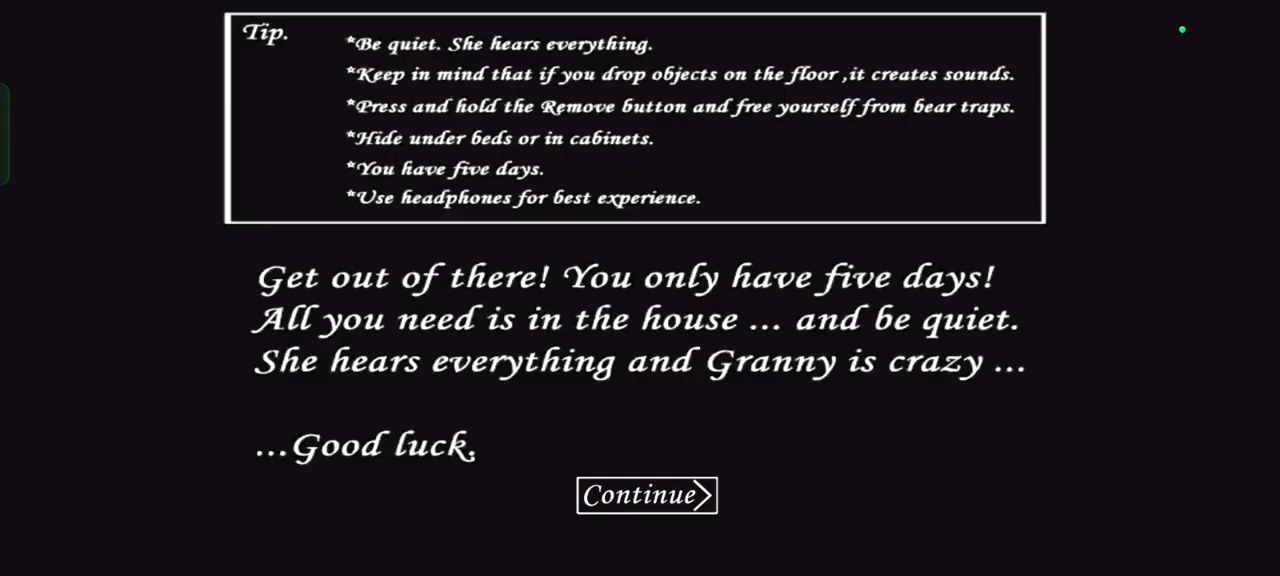 Tip.
*Be quiet. She hears everything.
*Keep in mind that if you drop objects on the floor ,it creates sounds.
*Press and hold the Remove button and free yourself from bear traps.
*Hide under beds or in cabinets.
*You have five days.
*Use headphones for best experience.
Get out of there! You only have five days!
All you need is in the house ... and be quiet.
She hears everything and Granny is crazy ...
...Good luck.
Continue